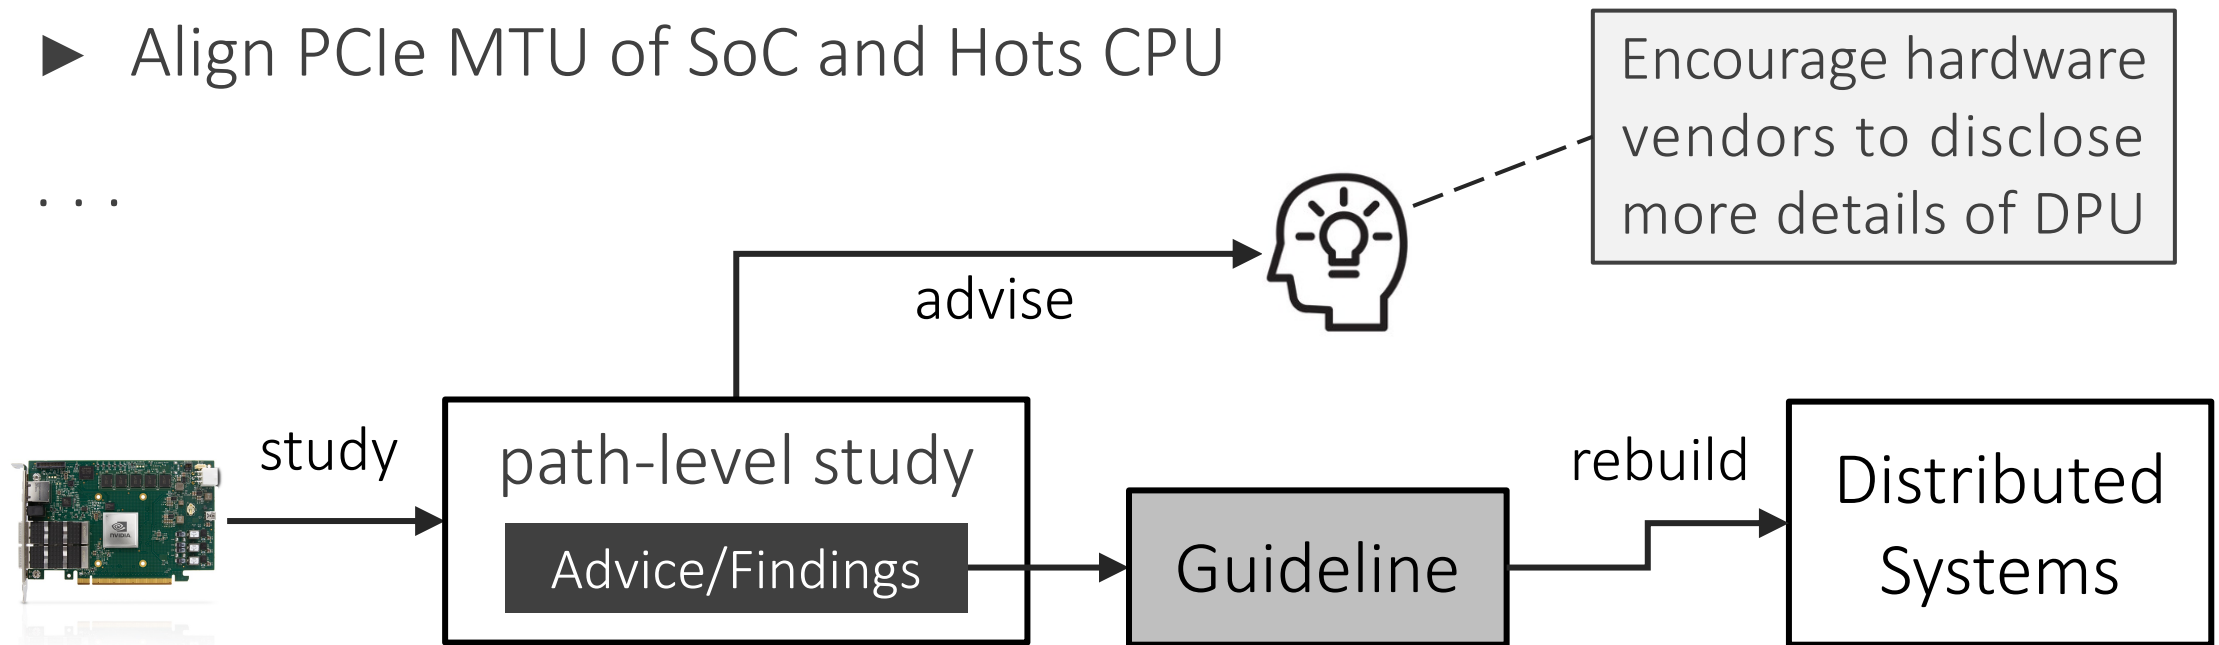 ► Align PCIe MTU of SoC and Hots CPU
. . .
Encourage hardware
vendors to disclose
more details of DPU
advise
study
path-level study
Advice/Findings
Guideline
rebuild
Distributed
Systems
NVIDIA